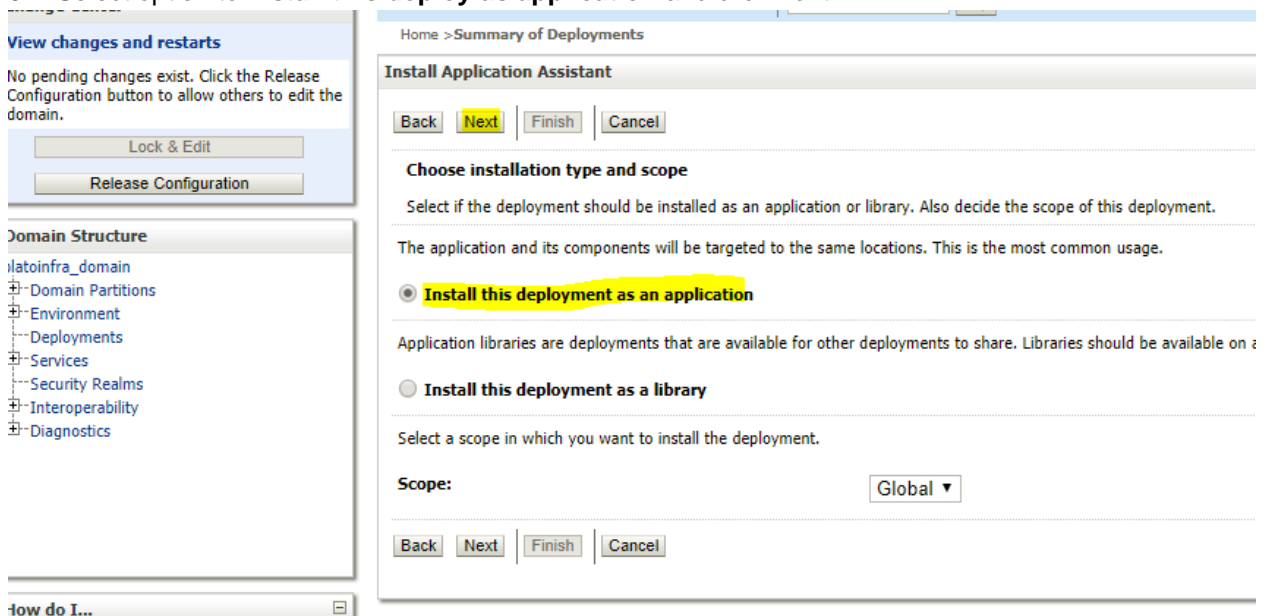 View changes and restarts
No pending changes exist. Click the Release
Configuration button to allow others to edit the
domain.
Lock & Edit
Release Configuration
Domain Structure
platoinfra_domain
Domain Partitions
Environment
Deployments
Services
Security Realms
Interoperability
Diagnostics
How do I...
Home >Summary of Deployments
Install Application Assistant
Back Next Finish Cancel
Choose installation type and scope
Select if the deployment should be installed as an application or library. Also decide the scope of this deployment.
The application and its components will be targeted to the same locations. This is the most common usage.
Install this deployment as an application
Application libraries are deployments that are available for other deployments to share. Libraries should be available on a
Install this deployment as a library
Select a scope in which you want to install the deployment.
Scope:
Global
Back Next Finish Cancel